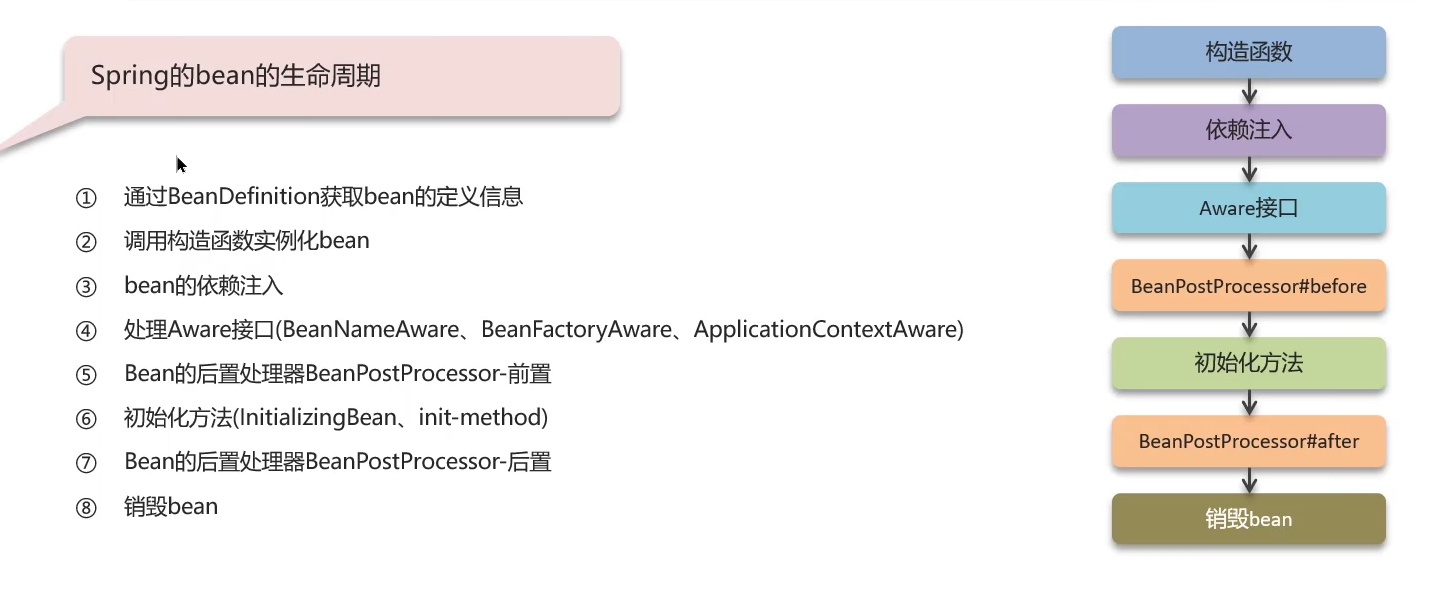 Spring的bean的生命周期
① 通过BeanDefinition获取bean的定义信息
② 调用构造函数实例化bean
③ bean的依赖注入
④ 处理Aware接口(BeanNameAware、BeanFactoryAware、ApplicationContextAware)
⑤ Bean的后置处理器BeanPostProcessor-前置
⑥ 初始化方法(InitializingBean、init-method)
⑦ Bean的后置处理器BeanPostProcessor-后置
⑧ 销毁bean
构造函数
依赖注入
Aware接口
BeanPostProcessor#before
初始化方法
BeanPostProcessor#after
销毁bean